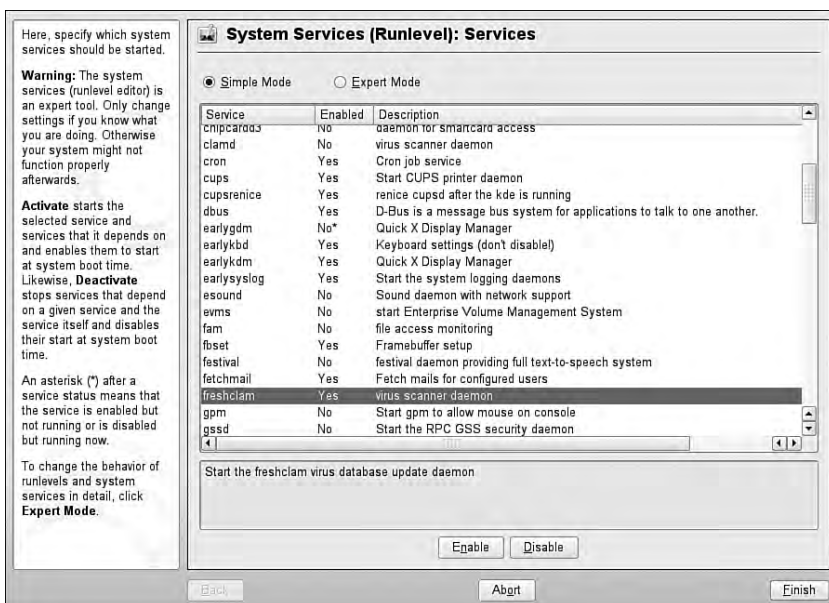 Here, specify which system
services should be started.
Warning: The system
services (runlevel editor) is
an expert tool. Only change
settings if you know what
you are doing. Otherwise
your system might not
function properly
afterwards.
Activate starts the
selected service and
services that it depends on
and enables them to start
at system boot time.
Likewise, Deactivate
stops services that depend
on a given service and the
service itself and disables
their start at system boot
time.
An asterisk (*) after a
service status means that
the service is enabled but
not running or is disabled
but running now.
To change the behavior of
runlevels and system
services in detail, click
Expert Mode.
System Services (Runlevel): Services
Simple Mode Expert Mode
Service Enabled Description
chipcardd3 No daemon for smartcard access
clamd No virus scanner daemon
cron Yes Cron job service
cups Yes Start CUPS printer daemon
cupsrenice Yes renice cupsd after the kde is running
dbus Yes D-Bus is a message bus system for applications to talk to one another.
earlygdm No* Quick X Display Manager
earlykbd Yes Keyboard settings (don't disable!)
earlykdm Yes Quick X Display Manager
earlysyslog Yes Start the system logging daemons
esound No Sound daemon with network support
evms No start Enterprise Volume Management System
fam No file access monitoring
fbset Yes Framebuffer setup
festival No festival daemon providing full text-to-speech system
fetchmail Yes Fetch mails for configured users
freshclam Yes virus scanner daemon
gpm No Start gpm to allow mouse on console
gssd No Start the RPC GSS security daemon
Start the freshclam virus database update daemon
Enable Disable
Back Abort Finish